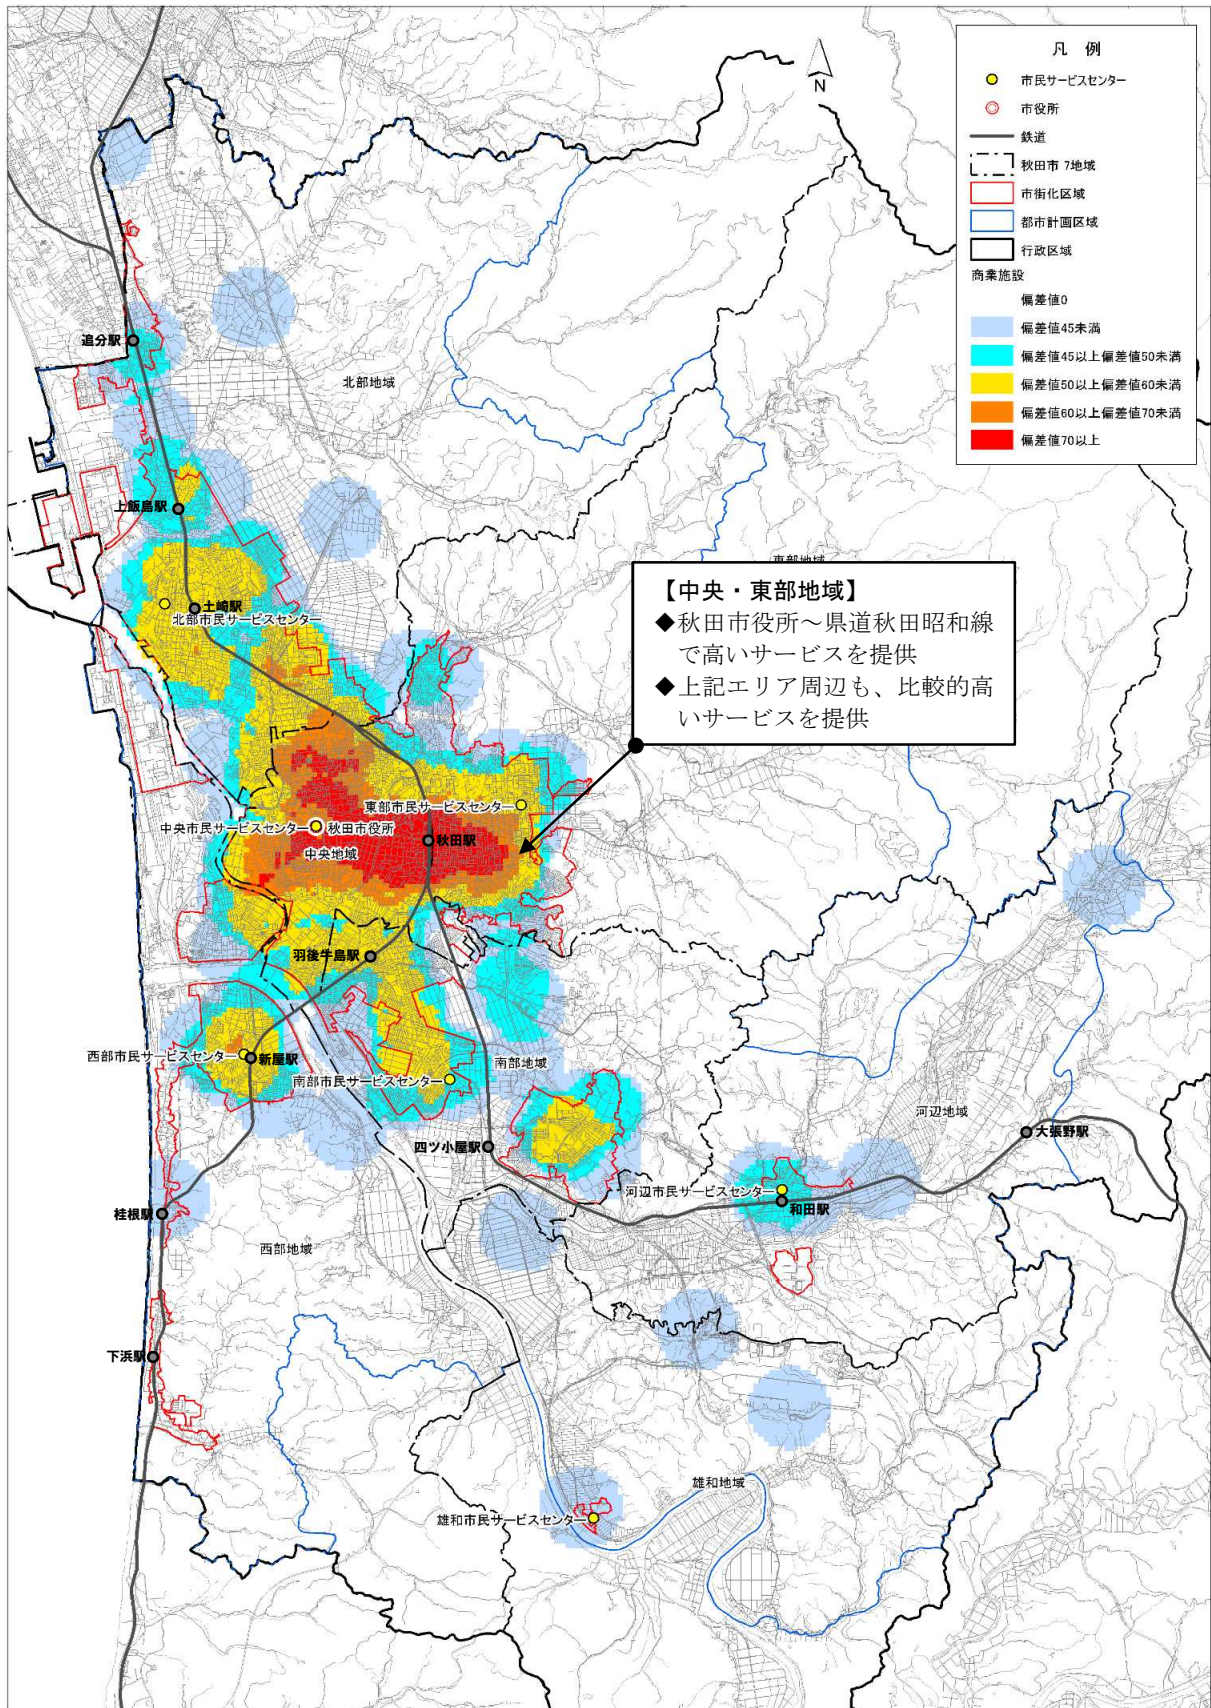 凡 例
市民サービスセンター
市役所
鉄道
秋田市 7地域
市街化区域
都市計画区域
行政区域
商業施設
偏差値0
偏差値45未満
偏差値45以上偏差値50未満
偏差値50以上偏差値60未満
偏差値60以上偏差値70未満
偏差値70以上
N
追分駅
北部地域
上飯島駅
東部地域
【中央・東部地域】
◆秋田市役所～県道秋田昭和線
で高いサービスを提供
◆上記エリア周辺も、比較的高
いサービスを提供
土崎駅
北部市民サービスセンター
東部市民サービスセンター
中央市民サービスセンター
秋田市役所
秋田駅
中央地域
羽後牛島駅
西部市民サービスセンター
新屋駅
南部地域
南部市民サービスセンター
河辺地域
大張野駅
四ツ小屋駅
河辺市民サービスセンター
和田駅
桂根駅
西部地域
下浜駅
雄和地域
雄和市民サービスセンター